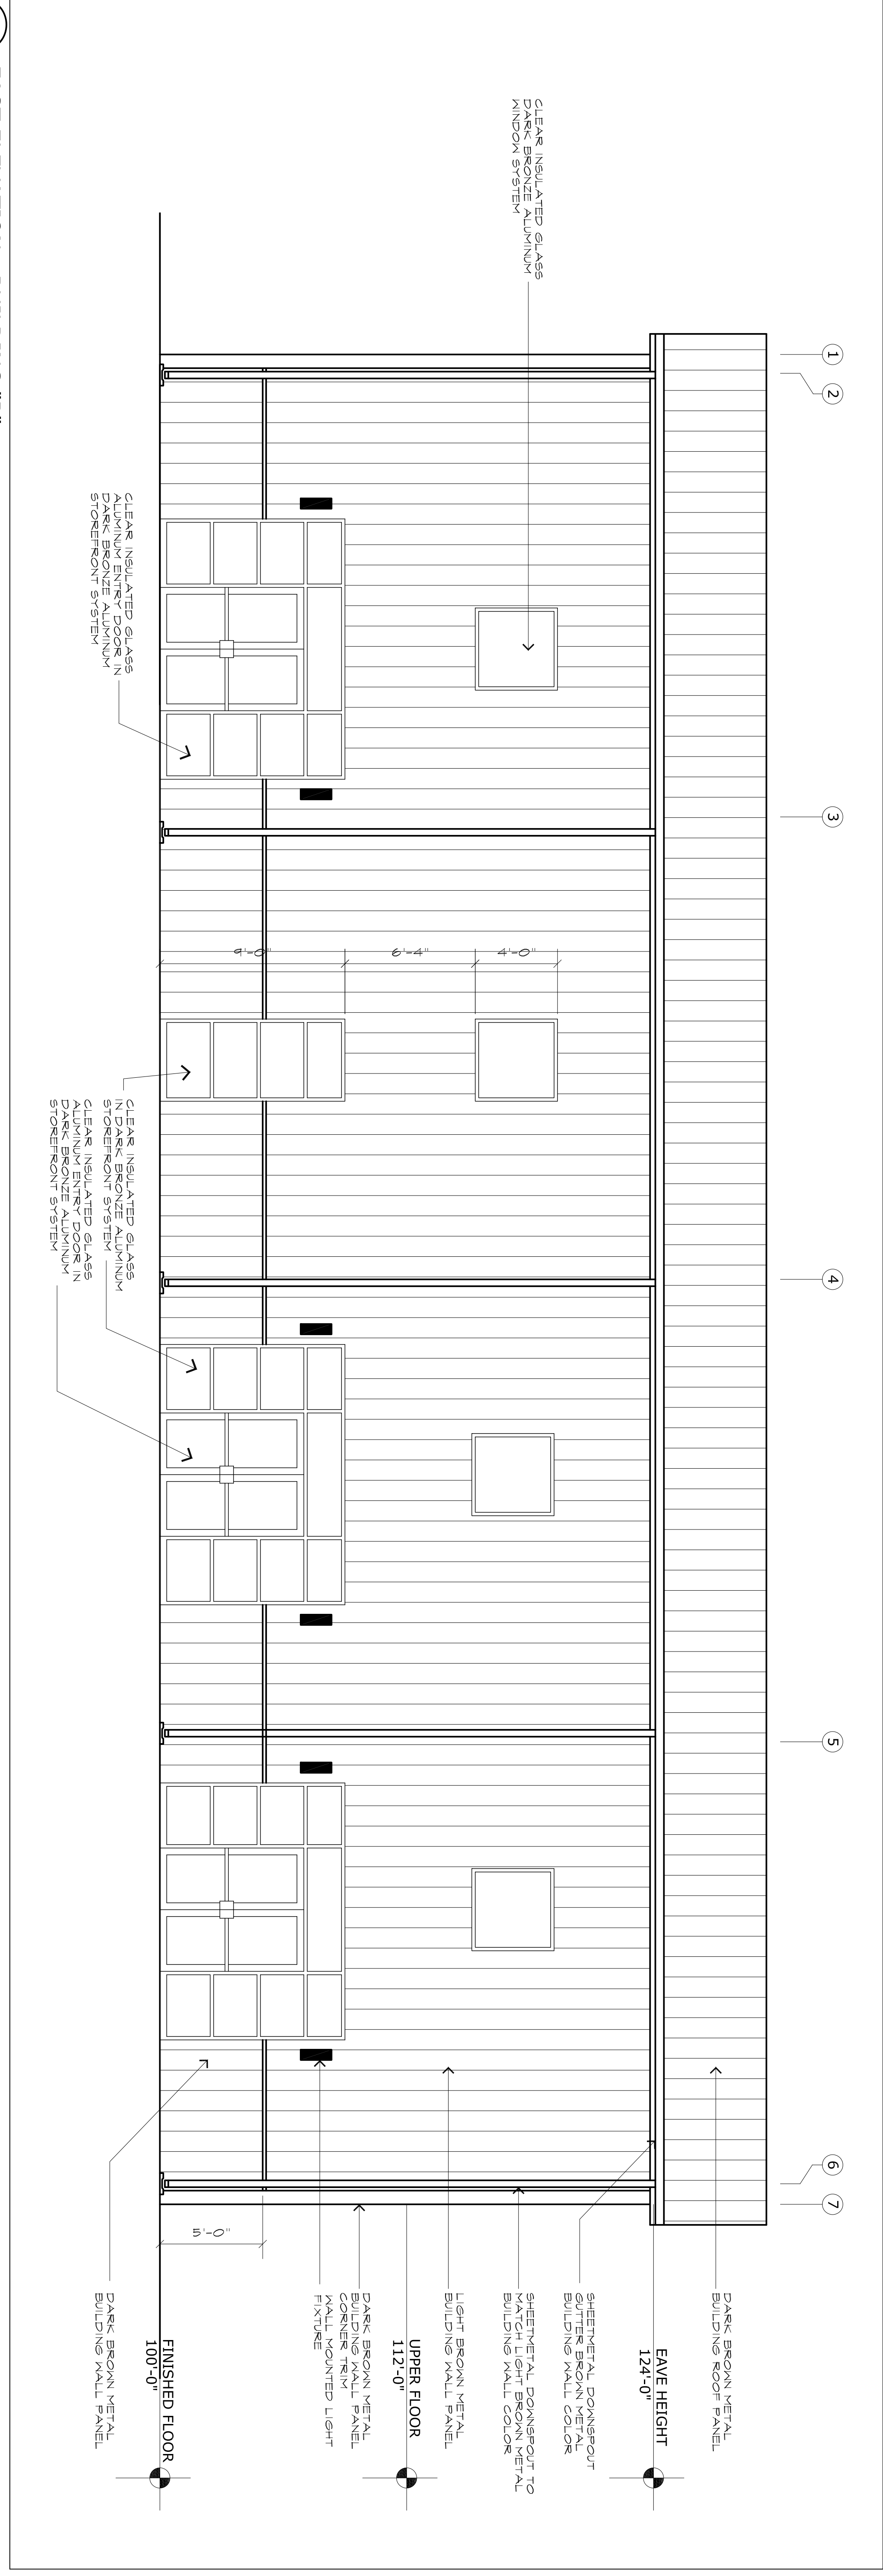 1
2
3
4
5
6
7
CLEAR INSULATED GLASS
DARK BRONZE ALUMINUM
WINDOW SYSTEM
DARK BROWN METAL
BUILDING ROOF PANEL
EAVE HEIGHT
124'-0"
SHEETMETAL DOWNSPOUT
GUTTER BROWN METAL
BUILDING WALL COLOR
SHEETMETAL DOWNSPOUT TO
MATCH LIGHT BROWN METAL
BUILDING WALL COLOR
LIGHT BROWN METAL
BUILDING WALL PANEL
UPPER FLOOR
112'-0"
DARK BROWN METAL
BUILDING WALL PANEL
CORNER TRIM
WALL MOUNTED LIGHT
FIXTURE
4'-0"
6'-4"
9'-0"
5'-0"
FINISHED FLOOR
100'-0"
DARK BROWN METAL
BUILDING WALL PANEL
CLEAR INSULATED GLASS
ALUMINUM ENTRY DOOR IN
DARK BRONZE ALUMINUM
STOREFRONT SYSTEM
CLEAR INSULATED GLASS
IN DARK BRONZE ALUMINUM
STOREFRONT SYSTEM
CLEAR INSULATED GLASS
ALUMINUM ENTRY DOOR IN
DARK BRONZE ALUMINUM
STOREFRONT SYSTEM